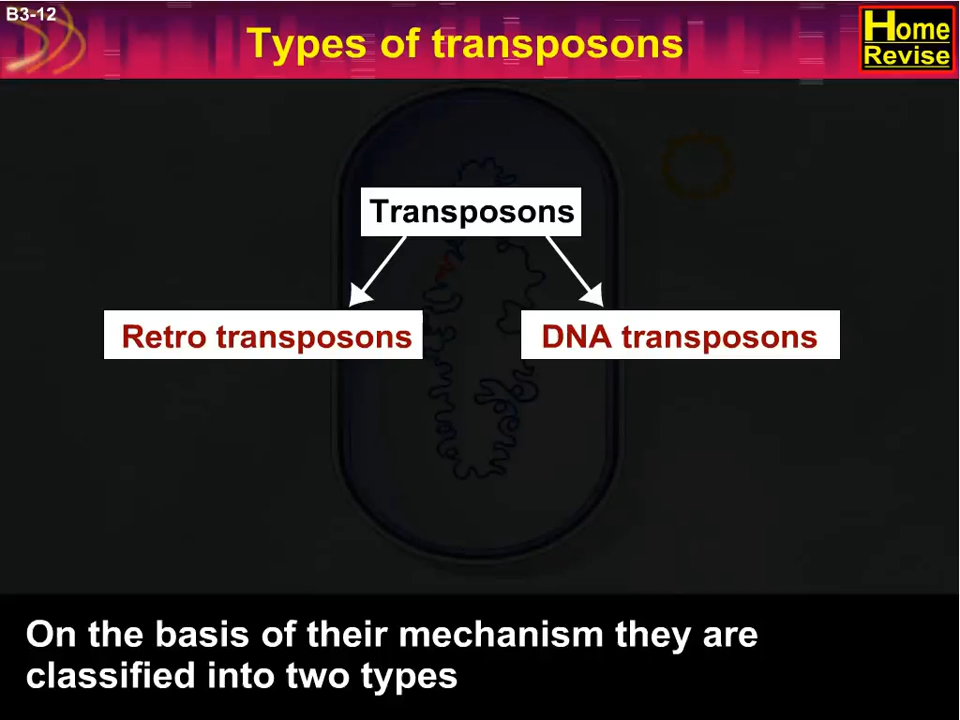 B3-12
Types of transposons
Home
Revise
Transposons
Retro transposons
DNA transposons
On the basis of their mechanism they are
classified into two types